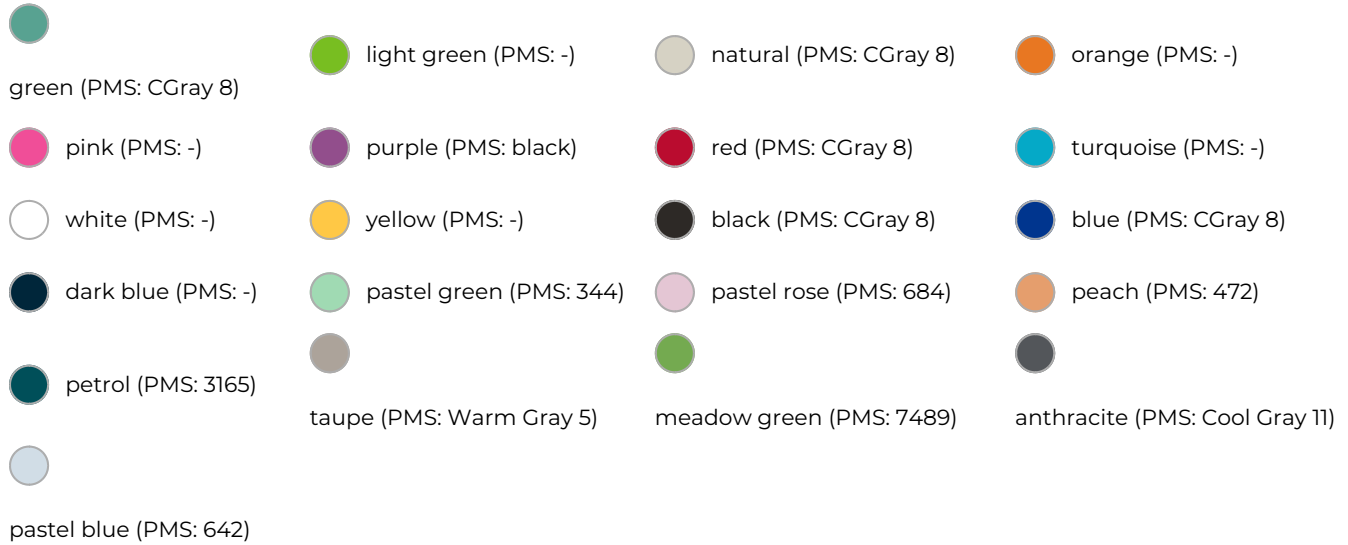 green (PMS: CGray 8)
light green (PMS: -)
natural (PMS: CGray 8)
orange (PMS: -)
pink (PMS: -)
purple (PMS: black)
red (PMS: CGray 8)
turquoise (PMS: -)
white (PMS: -)
yellow (PMS: -)
black (PMS: CGray 8)
blue (PMS: CGray 8)
dark blue (PMS: -)
pastel green (PMS: 344)
pastel rose (PMS: 684)
peach (PMS: 472)
petrol (PMS: 3165)
taupe (PMS: Warm Gray 5)
meadow green (PMS: 7489)
anthracite (PMS: Cool Gray 11)
pastel blue (PMS: 642)